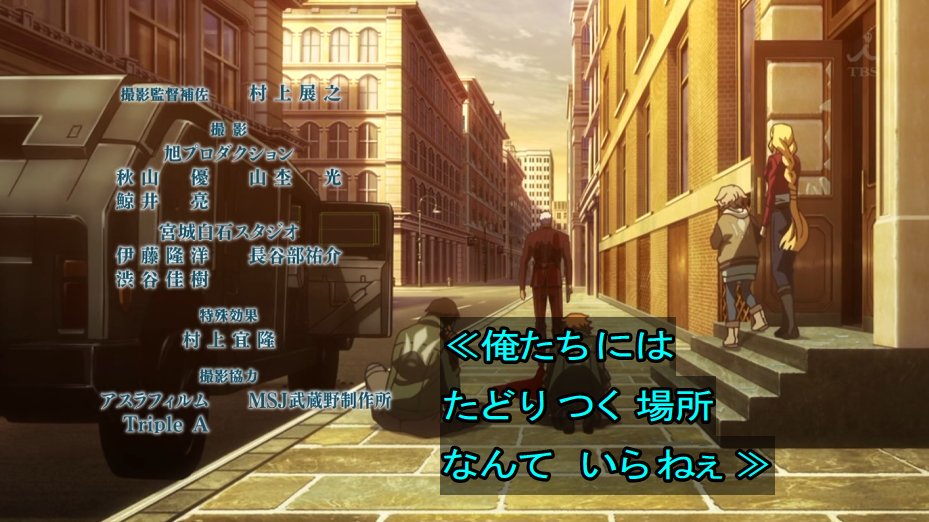 撮影監督補佐 村上展之
撮影
旭プロダクション
秋山 優 山杢 光
鯨井 亮
宮城白石スタジオ
伊藤隆洋 長谷部祐介
渋谷佳樹
特殊効果
村上宜隆
撮影協力
アスラフィルム MSJ武蔵野制作所
Triple A
≪俺たちには
たどりつく場所
なんて いらねぇ≫
TBS